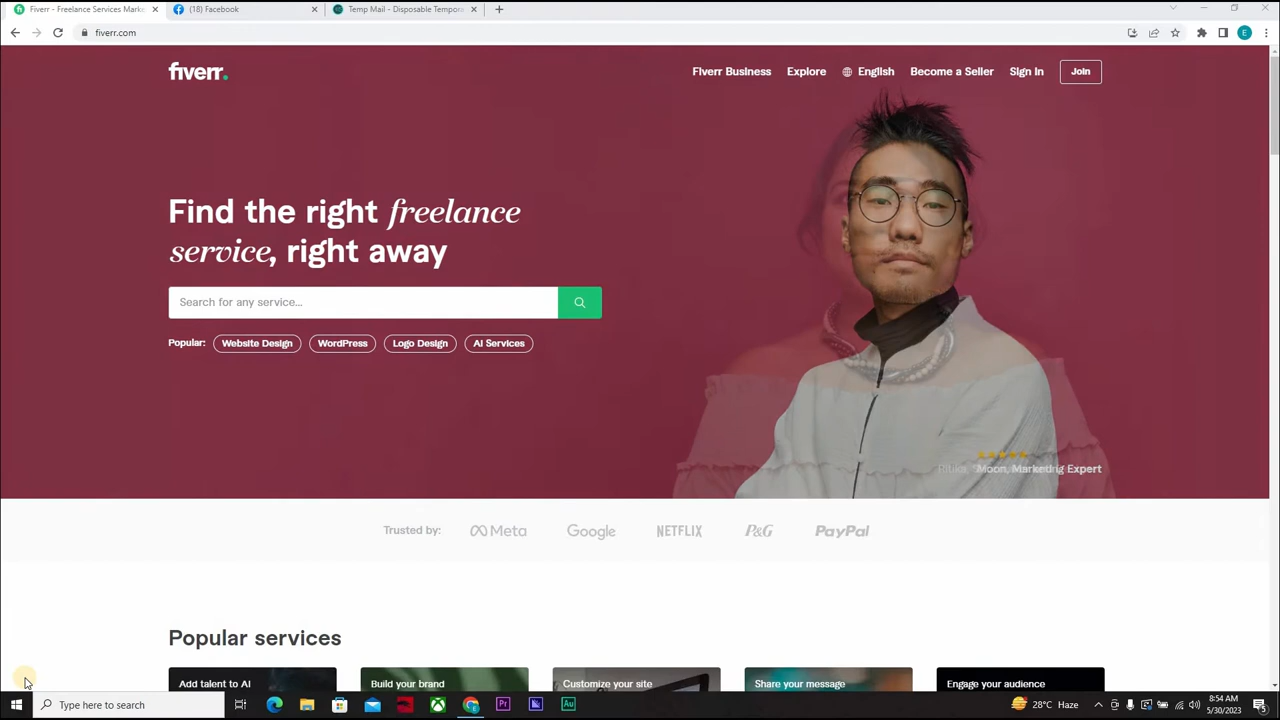 Fiverr - Freelance Services Mark
(18) Facebook
Temp Mail - Disposable Tempora
fiverr.com
E
fiverr.
Fiverr Business
Explore
English
Become a Seller
Sign In
Join
Find the right freelance
service, right away
Search for any service...
Popular:
Website Design
WordPress
Logo Design
AI Services
Moon, Marketing Expert
Trusted by:
Meta
Google
NETFLIX
P&G
PayPal
Popular services
Add talent to AI
Build your brand
Customize your site
Share your message
Engage your audience
Type here to search
Pr
Au
28°C Haze
8:54 AM
5/30/2023
5